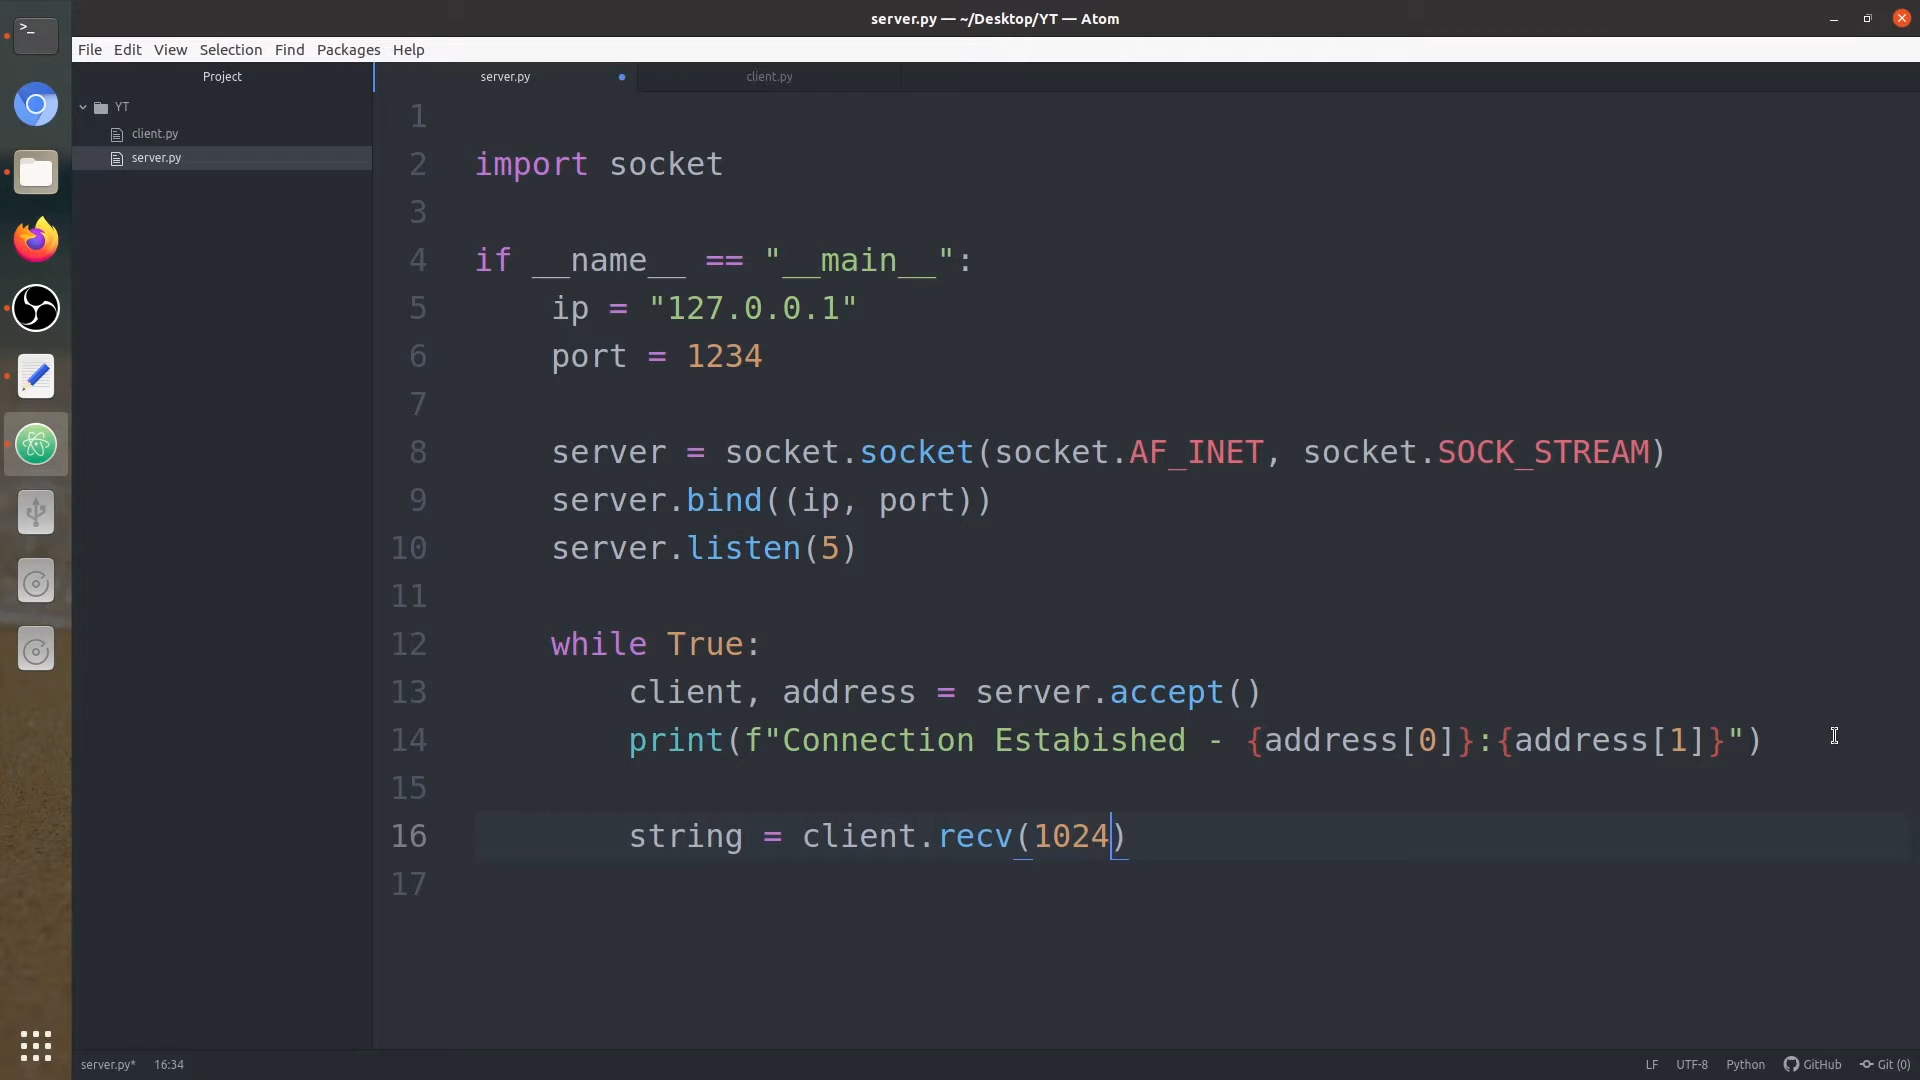 server.py — ~/Desktop/YT — Atom
File Edit View Selection Find Packages Help
Project
server.py
client.py
YT
client.py
server.py
1
2 import socket
3
4 if __name__ == "__main__":
5 ip = "127.0.0.1"
6 port = 1234
7
8 server = socket.socket(socket.AF_INET, socket.SOCK_STREAM)
9 server.bind((ip, port))
10 server.listen(5)
11
12 while True:
13 client, address = server.accept()
14 print(f"Connection Estabished - {address[0]}:{address[1]}")
15
16 string = client.recv(1024)
17
server.py* 16:34 LF UTF-8 Python GitHub Git (0)